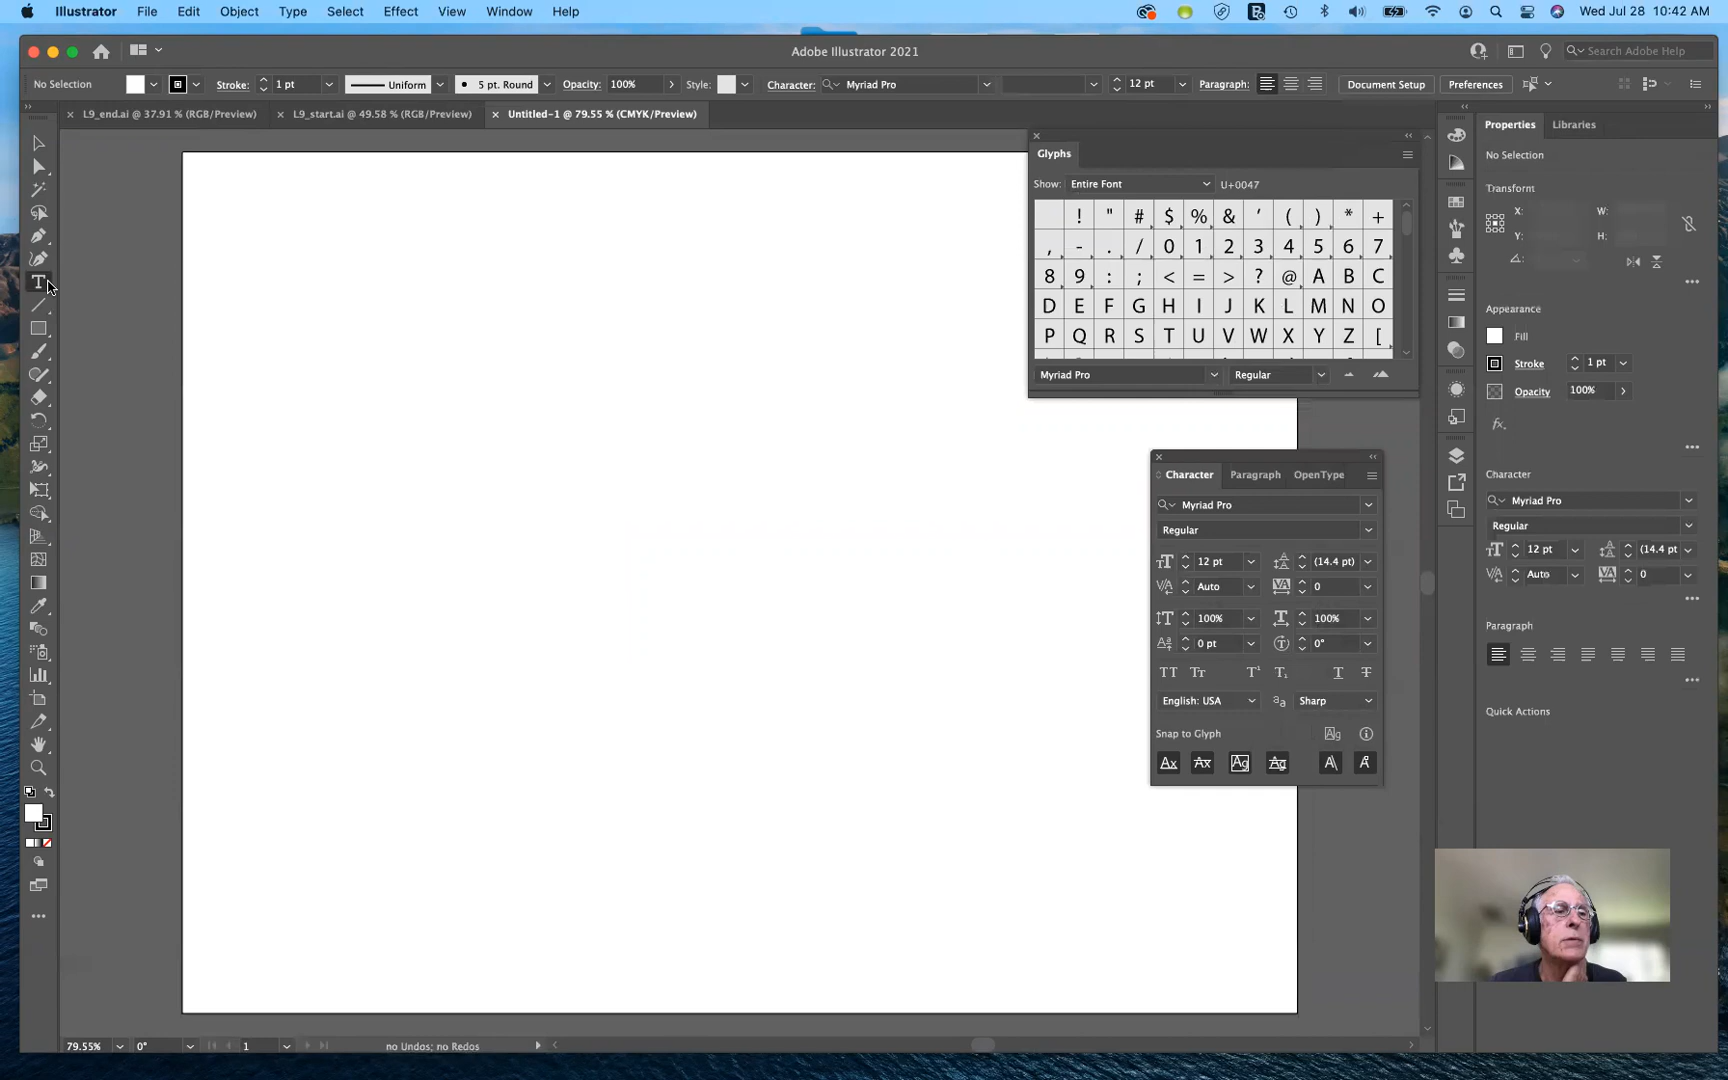 Illustrator File Edit Object Type Select Effect View Window Help
Wed Jul 28 10:42 AM
Adobe Illustrator 2021
Search Adobe Help
No Selection Stroke: 1 pt Uniform 5 pt. Round Opacity: 100% Style: Character: Myriad Pro 12 pt Paragraph: Document Setup Preferences
L9_end.ai @ 37.91 % (RGB/Preview) L9_start.ai @ 49.58 % (RGB/Preview) Untitled-1 @ 79.55 % (CMYK/Preview)
Glyphs
Show: Entire Font U+0047
! " # $ % & ' ( ) * +
, - . / 0 1 2 3 4 5 6 7
8 9 : ; < = > ? @ A B C
D E F G H I J K L M N O
P Q R S T U V W X Y Z [
Myriad Pro Regular
Character Paragraph OpenType
Myriad Pro
Regular
12 pt (14.4 pt)
Auto 0
100% 100%
0 pt 0°
English: USA Sharp
Snap to Glyph
Properties Libraries
No Selection
Transform
X: W:
Y: H:
Appearance
Fill
Stroke 1 pt
Opacity 100%
Character
Myriad Pro
Regular
12 pt (14.4 pt
Auto 0
Paragraph
Quick Actions
79.55% 0° 1 no Undos; no Redos